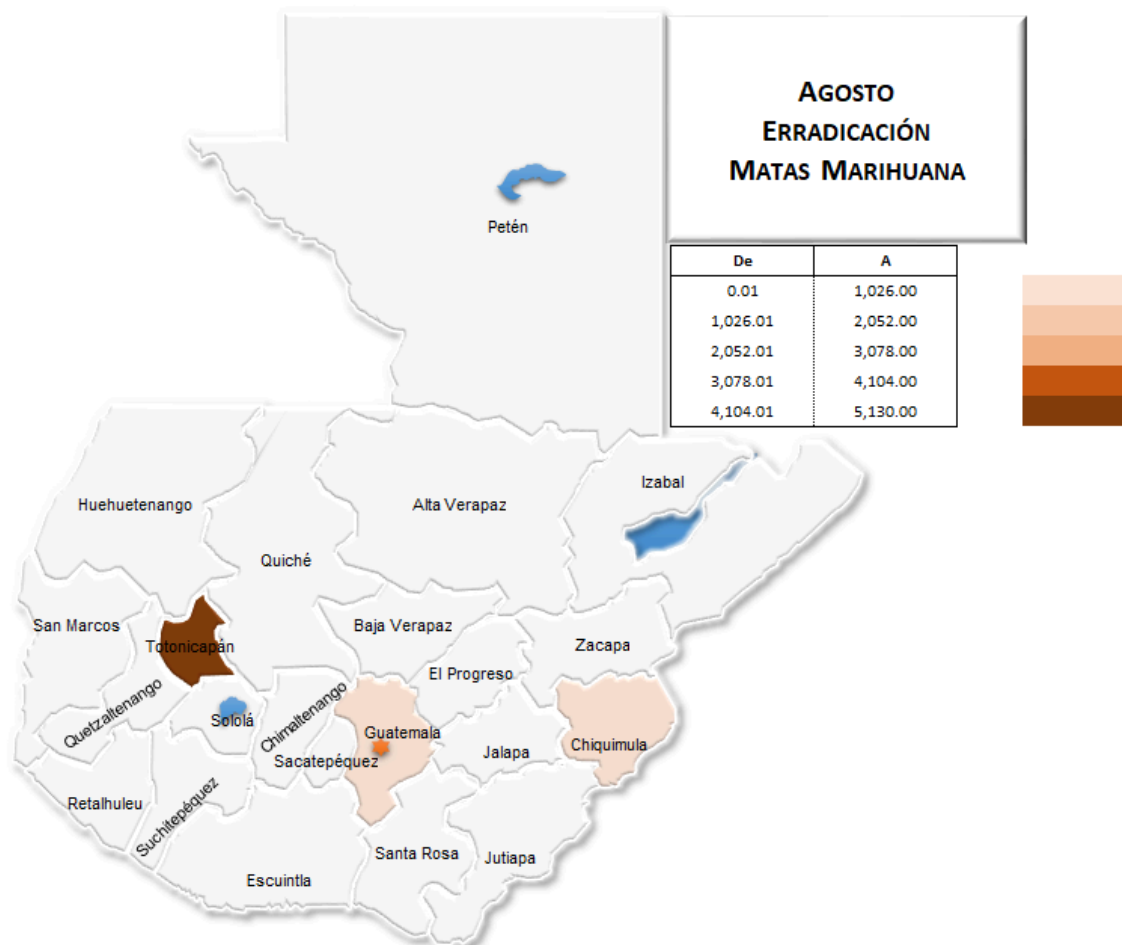 AGOSTO
ERRADICACIÓN
MATAS MARIHUANA
De A
0.01 1,026.00
1,026.01 2,052.00
2,052.01 3,078.00
3,078.01 4,104.00
4,104.01 5,130.00
Petén
Izabal
Huehuetenango
Alta Verapaz
Quiché
San Marcos
Baja Verapaz
Totonicapán
Zacapa
El Progreso
Quetzaltenango
Sololá
Chimaltenango
Guatemala
Chiquimula
Jalapa
Sacatepéquez
Retalhuleu
Suchitepéquez
Santa Rosa
Jutiapa
Escuintla